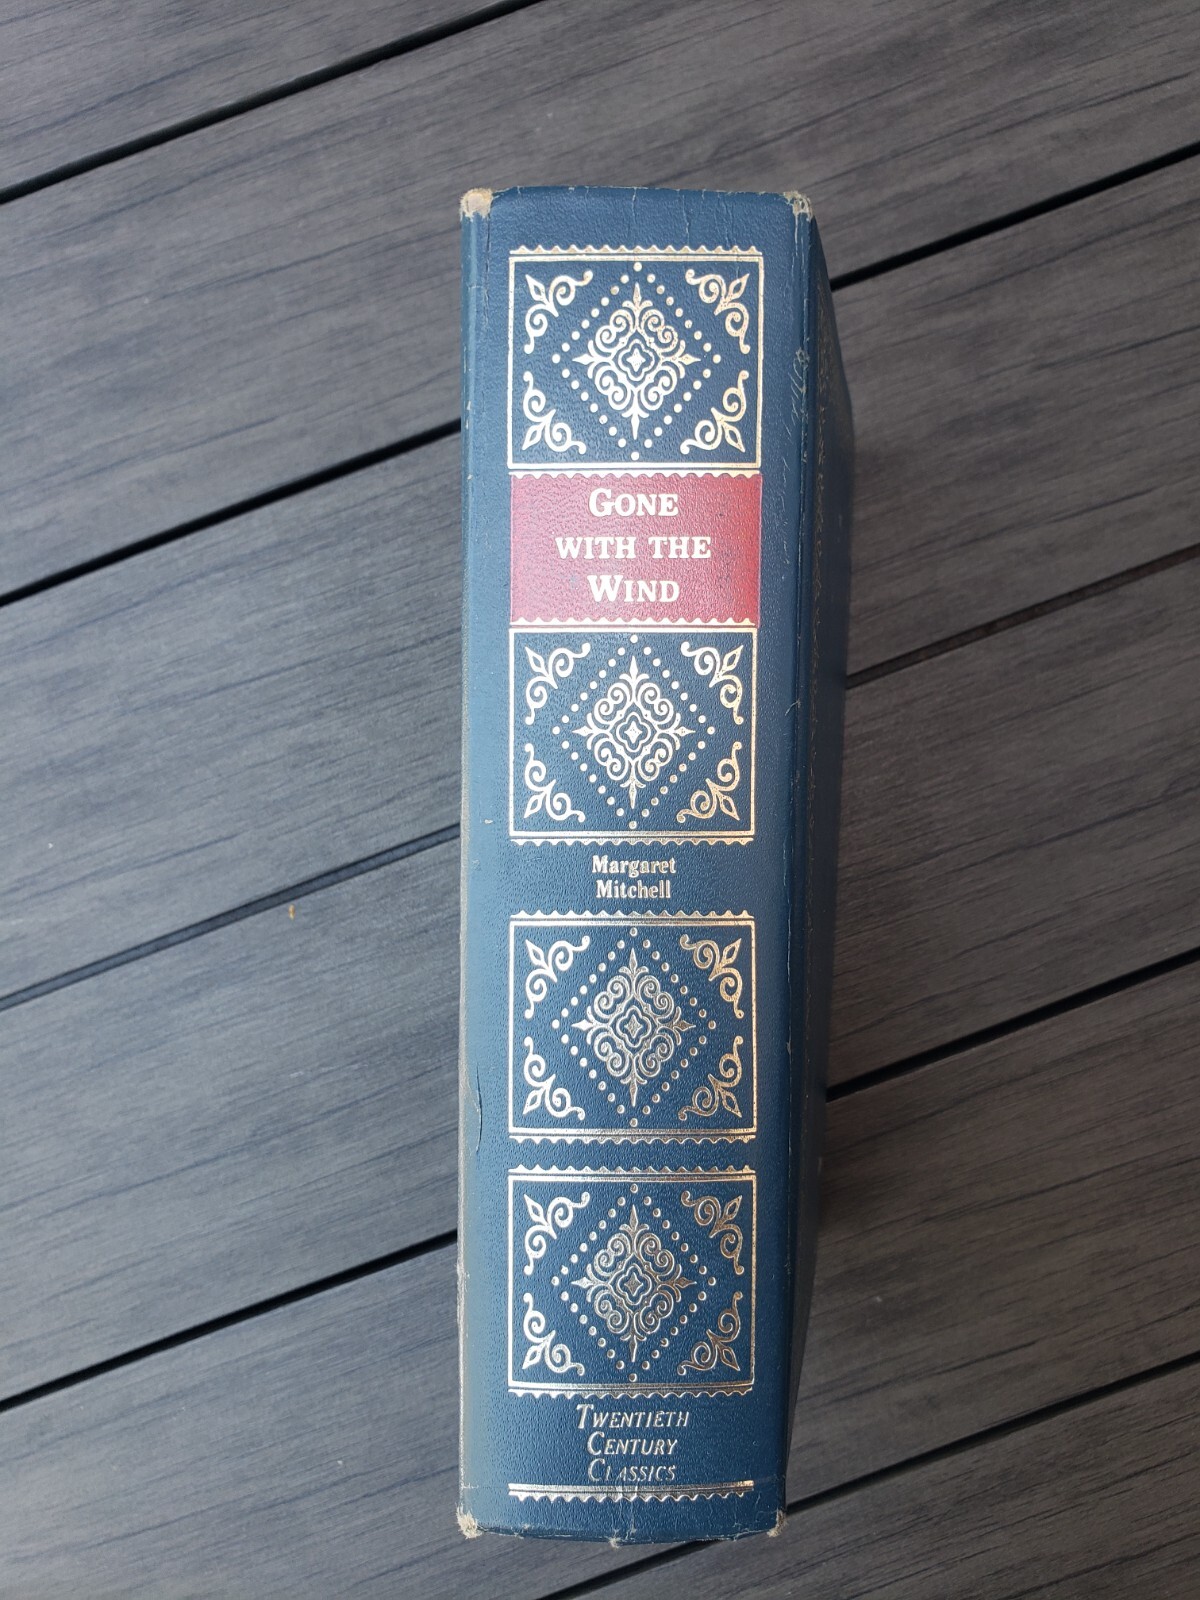 GONE
WITH THE
WIND
Margaret
Mitchell
TWENTIETH
CENTURY
CLASSICS